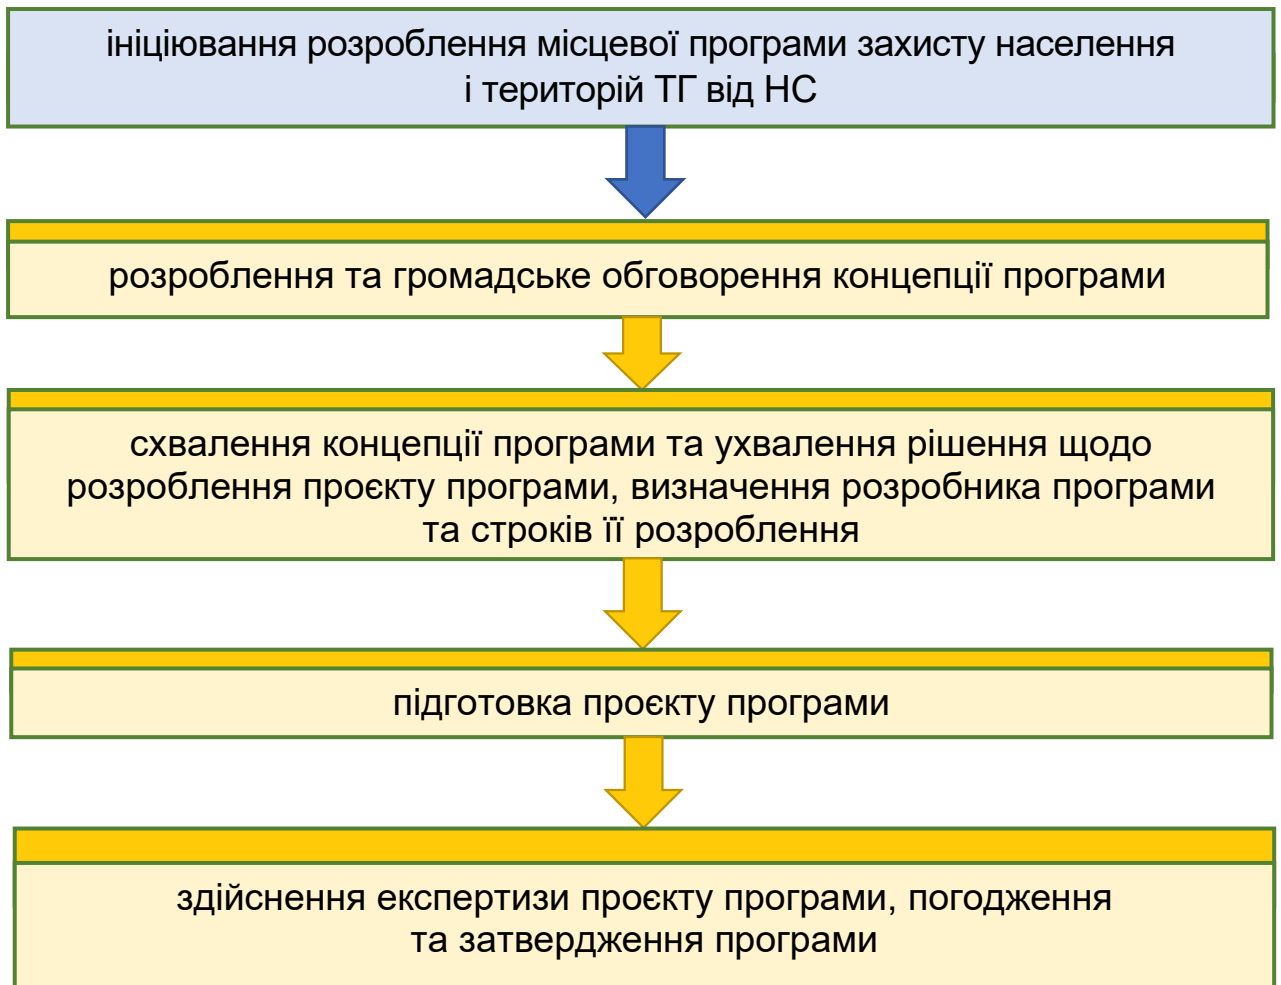 ініціювання розроблення місцевої програми захисту населення
і територій ТГ від НС
розроблення та громадське обговорення концепції програми
схвалення концепції програми та ухвалення рішення щодо
розроблення проєкту програми, визначення розробника програми
та строків її розроблення
підготовка проєкту програми
здійснення експертизи проєкту програми, погодження
та затвердження програми